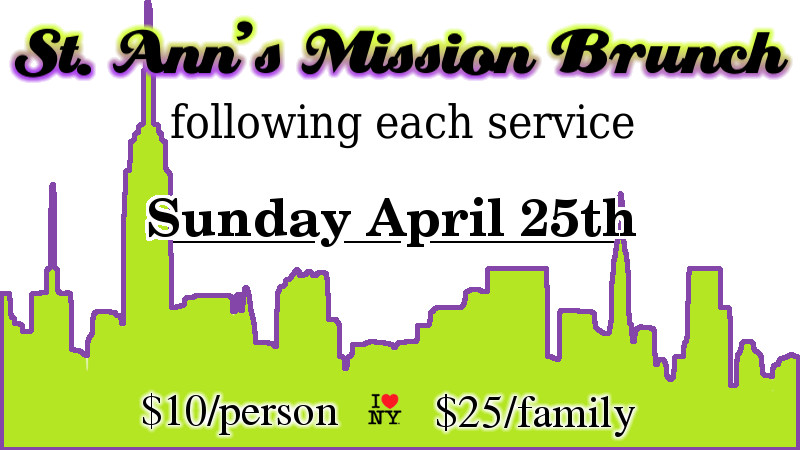 St. Ann's Mission Brunch
following each service
Sunday April 25th
$10/person I❤NY $25/family